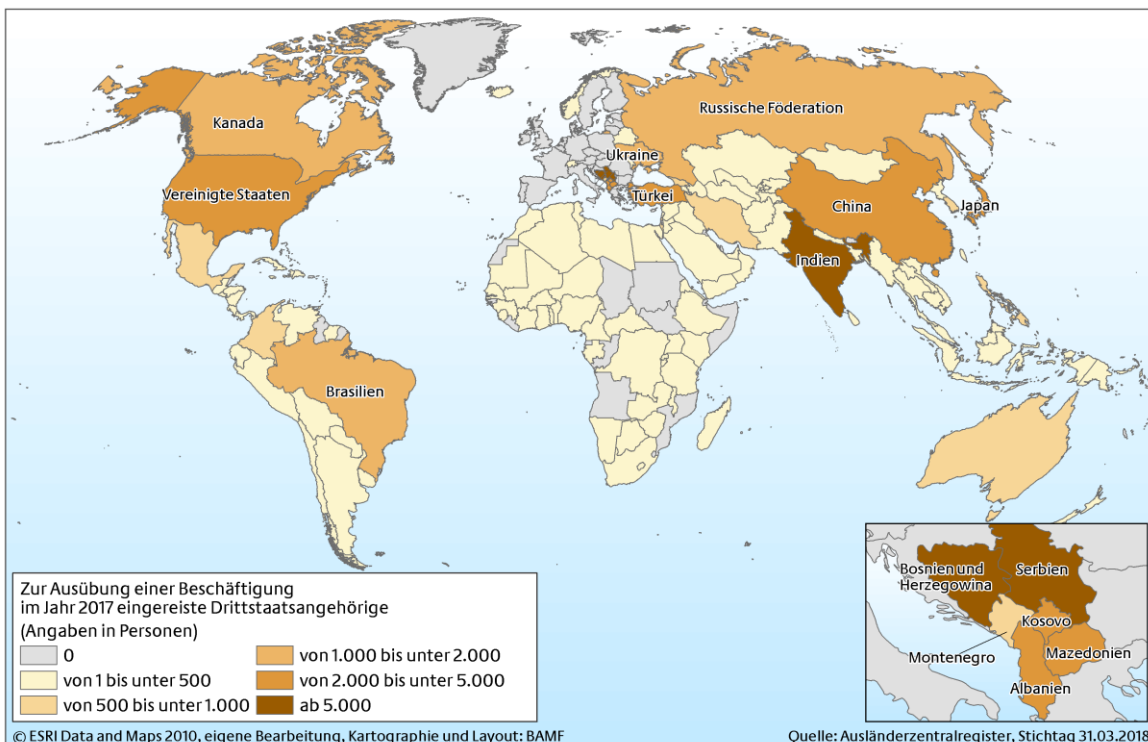 Kanada
Russische Föderation
Ukraine
Vereinigte Staaten
Türkei
China
Japan
Indien
Brasilien
Bosnien und
Herzegowina
Serbien
Kosovo
Montenegro
Mazedonien
Albanien
Zur Ausübung einer Beschäftigung
im Jahr 2017 eingereiste Drittstaatsangehörige
(Angaben in Personen)
0
von 1 bis unter 500
von 500 bis unter 1.000
von 1.000 bis unter 2.000
von 2.000 bis unter 5.000
ab 5.000
© ESRI Data and Maps 2010, eigene Bearbeitung, Kartographie und Layout: BAMF
Quelle: Ausländerzentralregister, Stichtag 31.03.2018